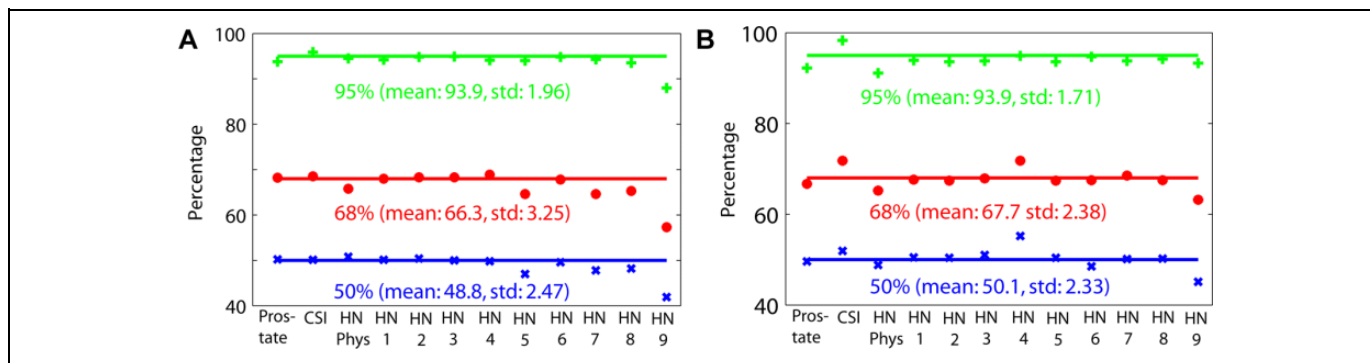 A
Percentage
100
80
60
40
95% (mean: 93.9, std: 1.96)
68% (mean: 66.3, std: 3.25)
50% (mean: 48.8, std: 2.47)
Pros- CSI HN HN HN HN HN HN HN HN HN HN
tate Phys 1 2 3 4 5 6 7 8 9
B
Percentage
100
80
60
40
95% (mean: 93.9, std: 1.71)
68% (mean: 67.7 std: 2.38)
50% (mean: 50.1, std: 2.33)
Pros- CSI HN HN HN HN HN HN HN HN HN HN
tate Phys 1 2 3 4 5 6 7 8 9